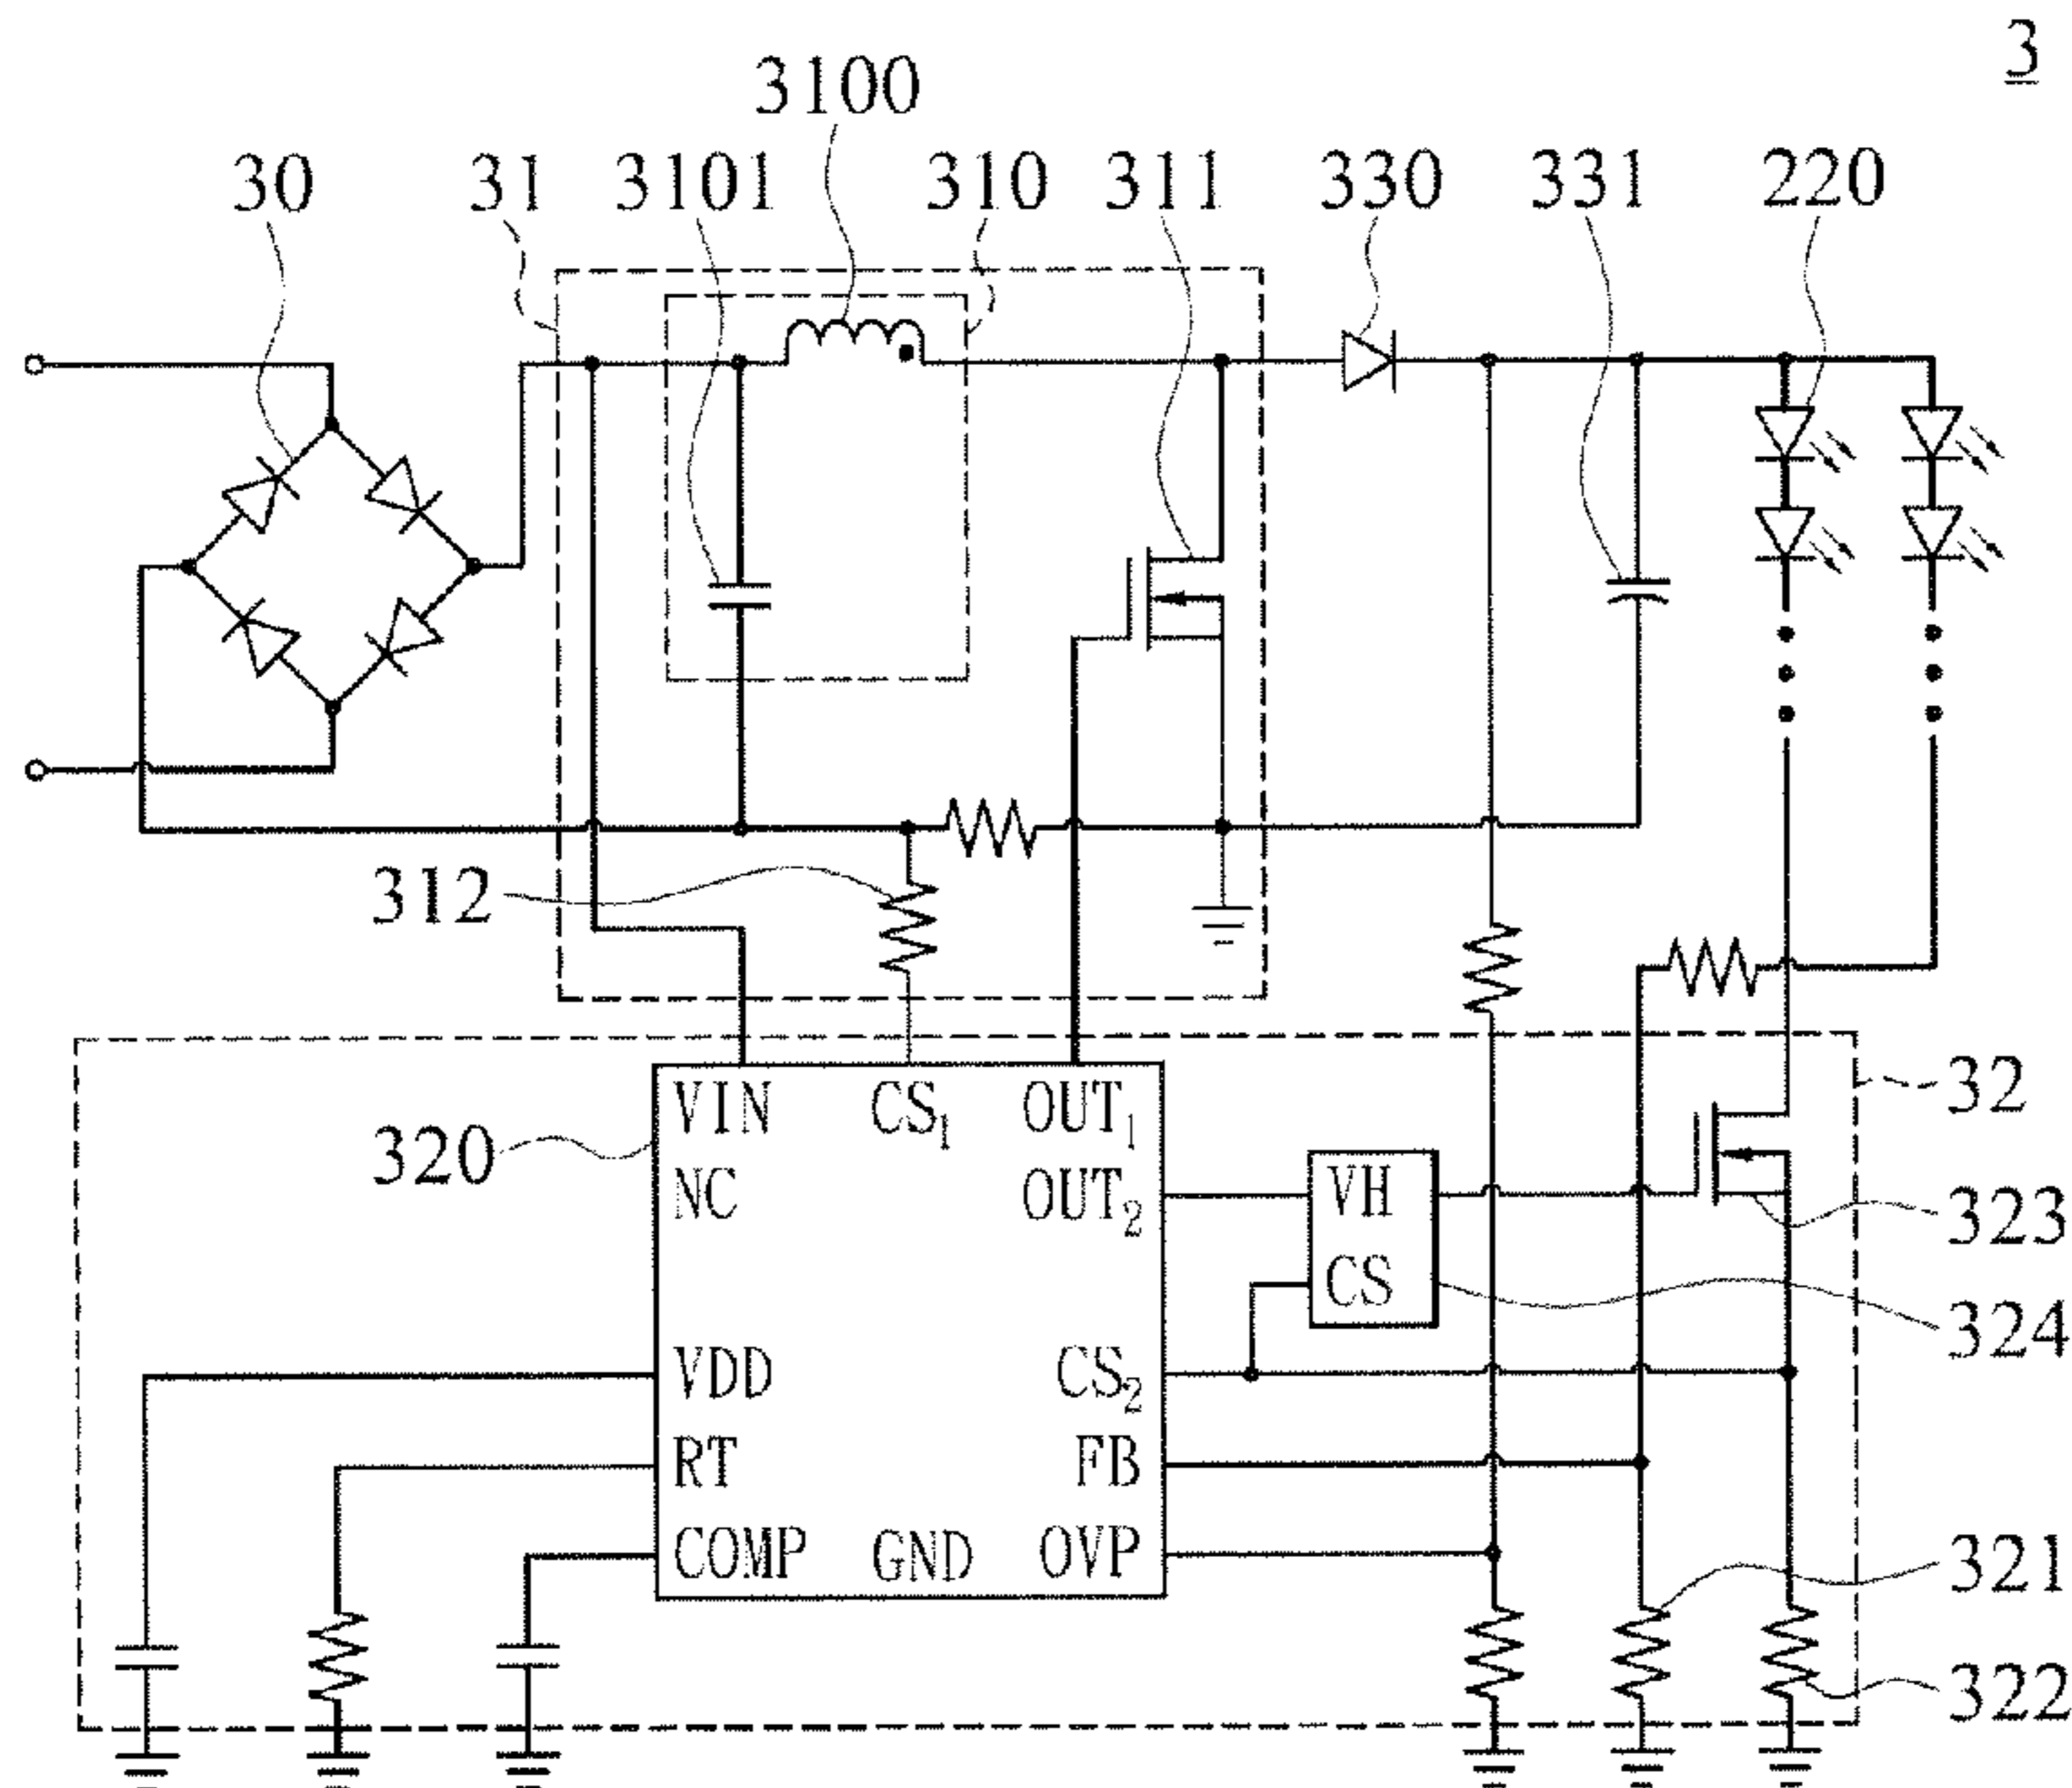 3
3100
30
31
3101
310
311
330
331
220
312
VIN
CS₁
OUT₁
320
NC
OUT₂
VH
CS
32
323
324
VDD
CS₂
RT
FB
COMP
GND
OVP
321
322